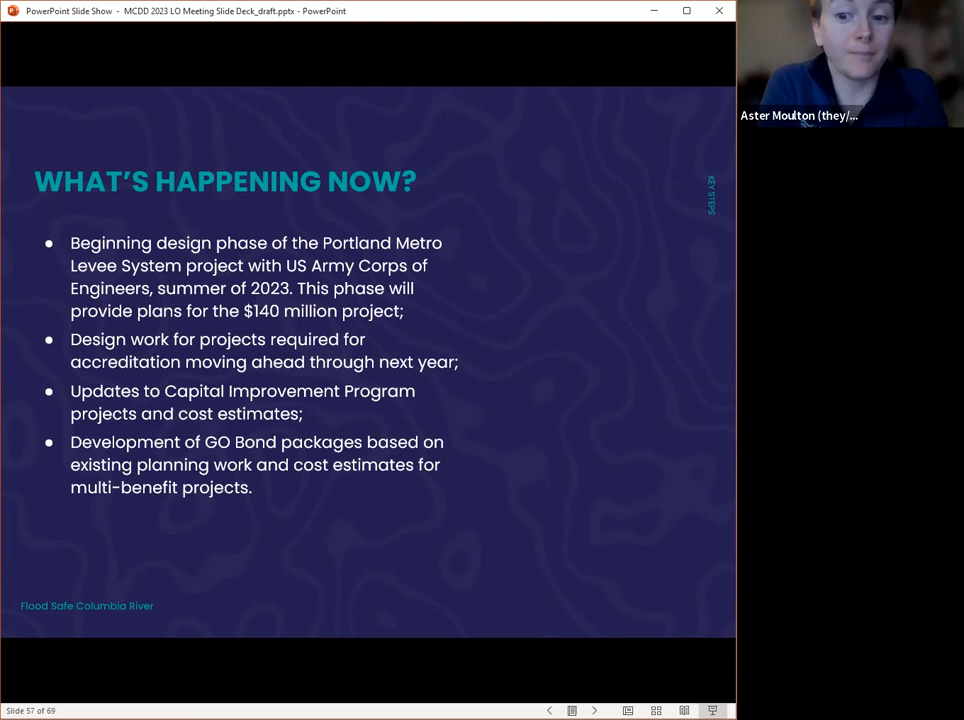 PowerPoint Slide Show - MCDD 2023 LO Meeting Slide Deck_draft.pptx - PowerPoint
Aster Moulton (they/...
WHAT'S HAPPENING NOW?
KEY STEPS
● Beginning design phase of the Portland Metro
Levee System project with US Army Corps of
Engineers, summer of 2023. This phase will
provide plans for the $140 million project;
● Design work for projects required for
accreditation moving ahead through next year;
● Updates to Capital Improvement Program
projects and cost estimates;
● Development of GO Bond packages based on
existing planning work and cost estimates for
multi-benefit projects.
Flood Safe Columbia River
Slide 57 of 69